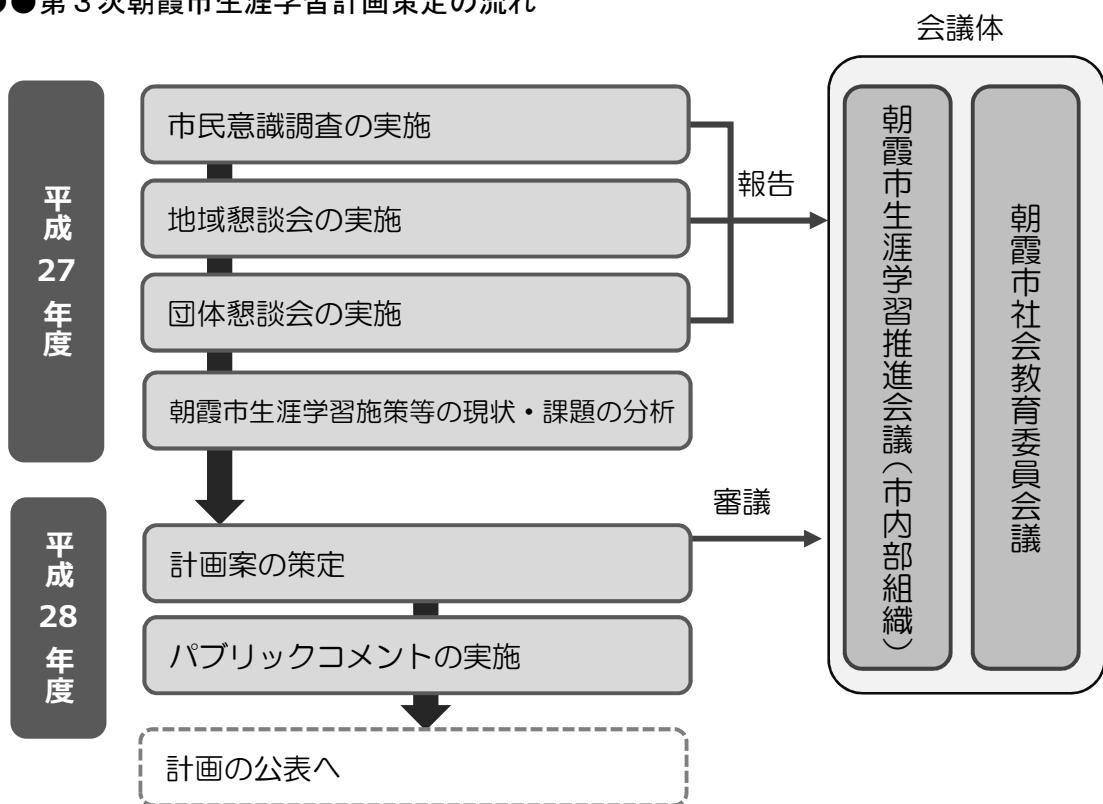 ●●第3次朝霞市生涯学習計画策定の流れ
会議体
平成27年度
市民意識調査の実施
地域懇談会の実施
団体懇談会の実施
朝霞市生涯学習施策等の現状・課題の分析
報告
平成28年度
計画案の策定
審議
パブリックコメントの実施
計画の公表へ
朝霞市生涯学習推進会議（市内部組織）
朝霞市社会教育委員会議